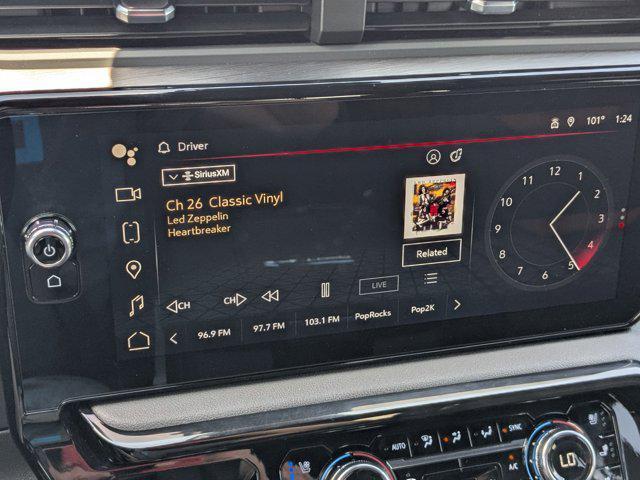 101° 1:24
Driver
SiriusXM
Ch 26 Classic Vinyl
Led Zeppelin
Heartbreaker
Related
12
1
2
3
4
5
6
7
8
9
10
11
CH CH LIVE
96.9 FM 97.7 FM 103.1 FM PopRocks Pop2K
AUTO SYNC
A/C LO